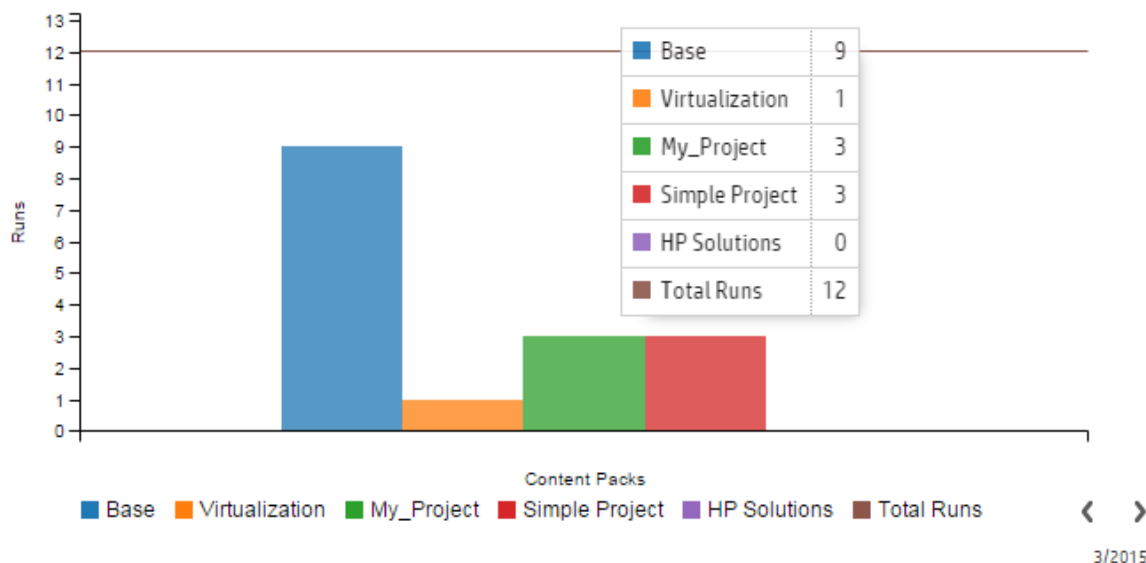 13
12
11
10
9
8
7
6
5
4
3
2
1
0
Runs
Base 9
Virtualization 1
My_Project 3
Simple Project 3
HP Solutions 0
Total Runs 12
Content Packs
Base Virtualization My_Project Simple Project HP Solutions Total Runs
3/2015